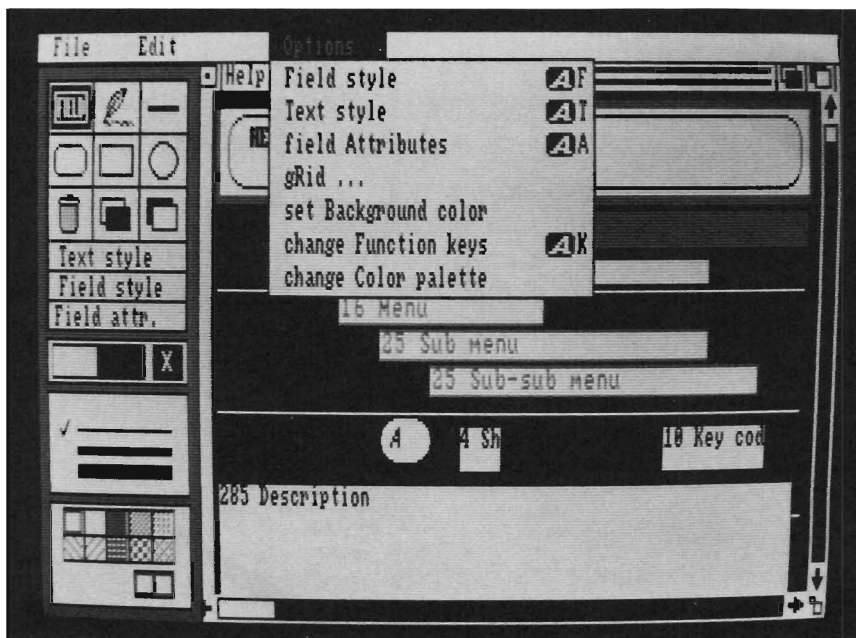 File Edit Options
Help
Field style A F
Text style A T
field Attributes A A
gRid ...
set Background color
change Function keys A K
change Color palette
Text style
Field style
Field attr.
X
16 Menu
25 Sub menu
25 Sub-sub menu
A 4 Sh 10 Key cod
285 Description